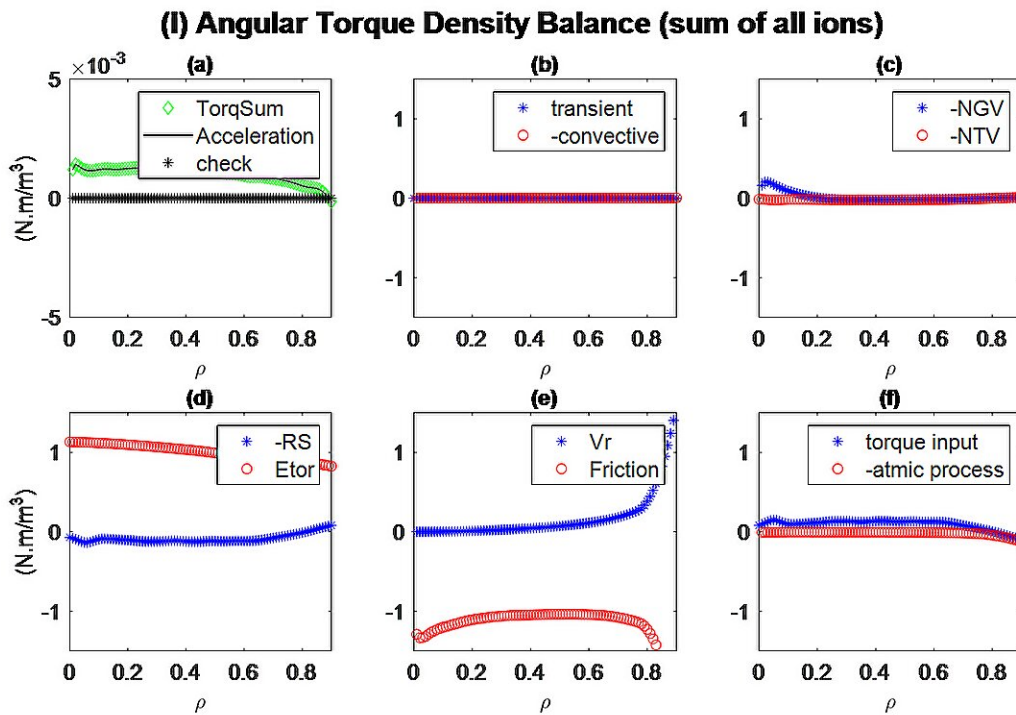 (I) Angular Torque Density Balance (sum of all ions)
(a)
×10⁻³
5
0
-5
(N.m/m³)
TorqSum
Acceleration
check
0 0.2 0.4 0.6 0.8
ρ
(b)
1
0
-1
transient
-convective
0 0.2 0.4 0.6 0.8
ρ
(c)
1
0
-1
-NGV
-NTV
0 0.2 0.4 0.6 0.8
ρ
(d)
1
0
-1
(N.m/m³)
-RS
Etor
0 0.2 0.4 0.6 0.8
ρ
(e)
1
0
-1
Vr
Friction
0 0.2 0.4 0.6 0.8
ρ
(f)
1
0
-1
torque input
-atmic process
0 0.2 0.4 0.6 0.8
ρ